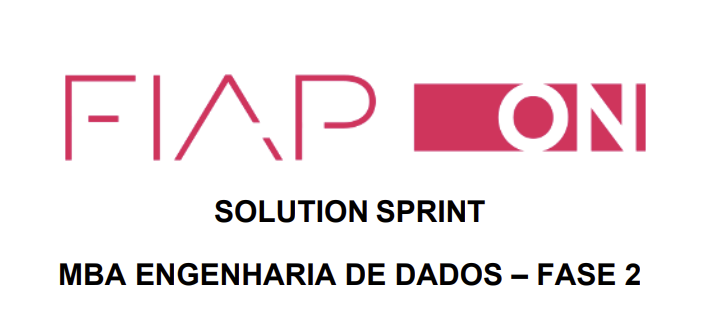 FIAP ON
SOLUTION SPRINT
MBA ENGENHARIA DE DADOS – FASE 2